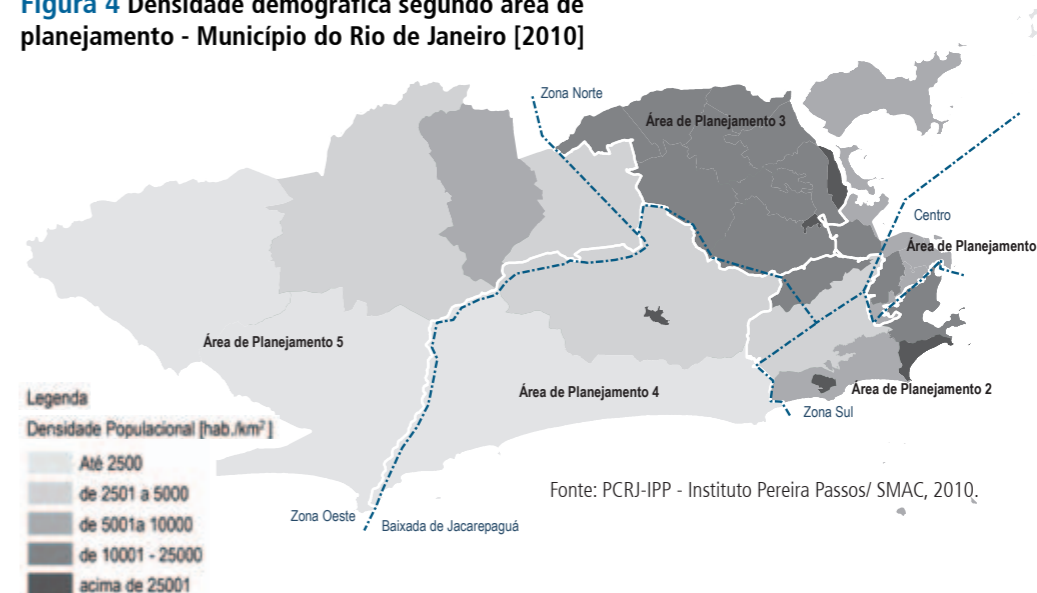 Figura 4 Densidade demográfica segundo área de
planejamento - Município do Rio de Janeiro [2010]
Zona Norte
Área de Planejamento 3
Centro
Área de Planejamento
Área de Planejamento 5
Área de Planejamento 4
Área de Planejamento 2
Zona Sul
Legenda
Densidade Populacional [hab./km²]
Até 2500
de 2501 a 5000
de 5001a 10000
de 10001 - 25000
acima de 25001
Fonte: PCRJ-IPP - Instituto Pereira Passos/ SMAC, 2010.
Zona Oeste
Baixada de Jacarepaguá